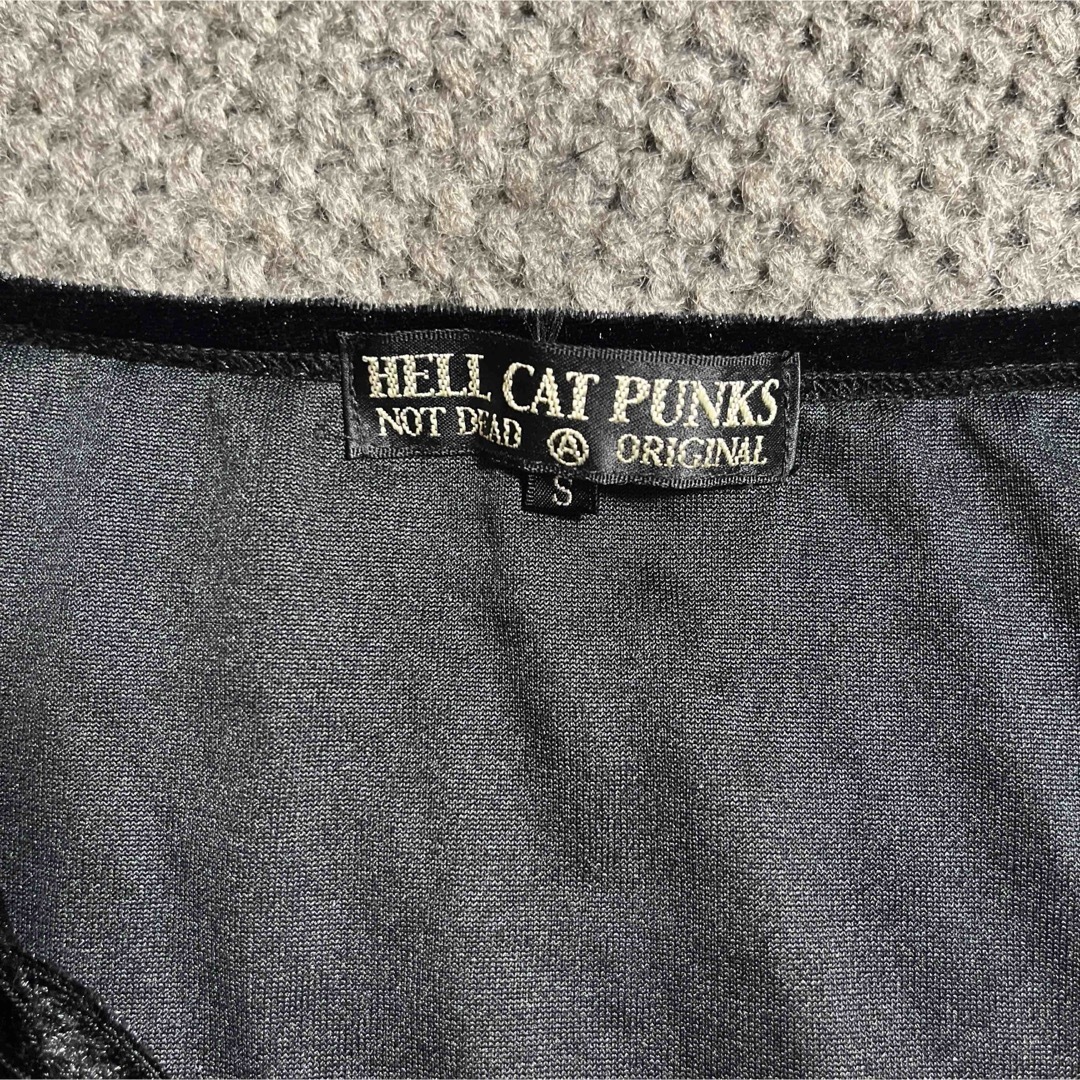 HELL CAT PUNKS
NOT DEAD Ⓐ ORIGINAL
S